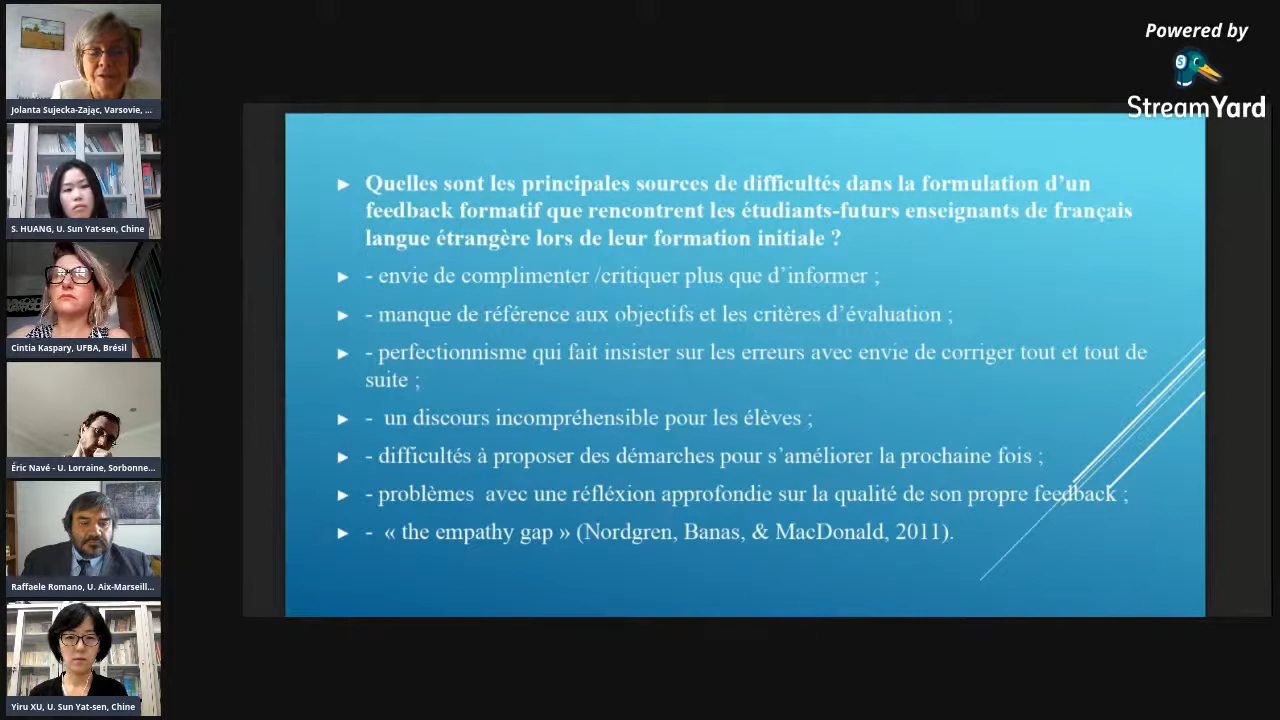 Powered by
StreamYard
Jolanta Sujecka-Zając, Varsovie, ...
S. HUANG, U. Sun Yat-sen, Chine
Cintia Kaspary, UFBA, Brésil
Éric Navé - U. Lorraine, Sorbonne...
Raffaele Romano, U. Aix-Marseill...
Yiru XU, U. Sun Yat-sen, Chine
► Quelles sont les principales sources de difficultés dans la formulation d’un
feedback formatif que rencontrent les étudiants-futurs enseignants de français
langue étrangère lors de leur formation initiale ?
► - envie de complimenter /critiquer plus que d’informer ;
► - manque de référence aux objectifs et les critères d’évaluation ;
► - perfectionnisme qui fait insister sur les erreurs avec envie de corriger tout et tout de
suite ;
► - un discours incompréhensible pour les élèves ;
► - difficultés à proposer des démarches pour s’améliorer la prochaine fois ;
► - problèmes avec une réfléxion approfondie sur la qualité de son propre feedback ;
► - « the empathy gap » (Nordgren, Banas, & MacDonald, 2011).